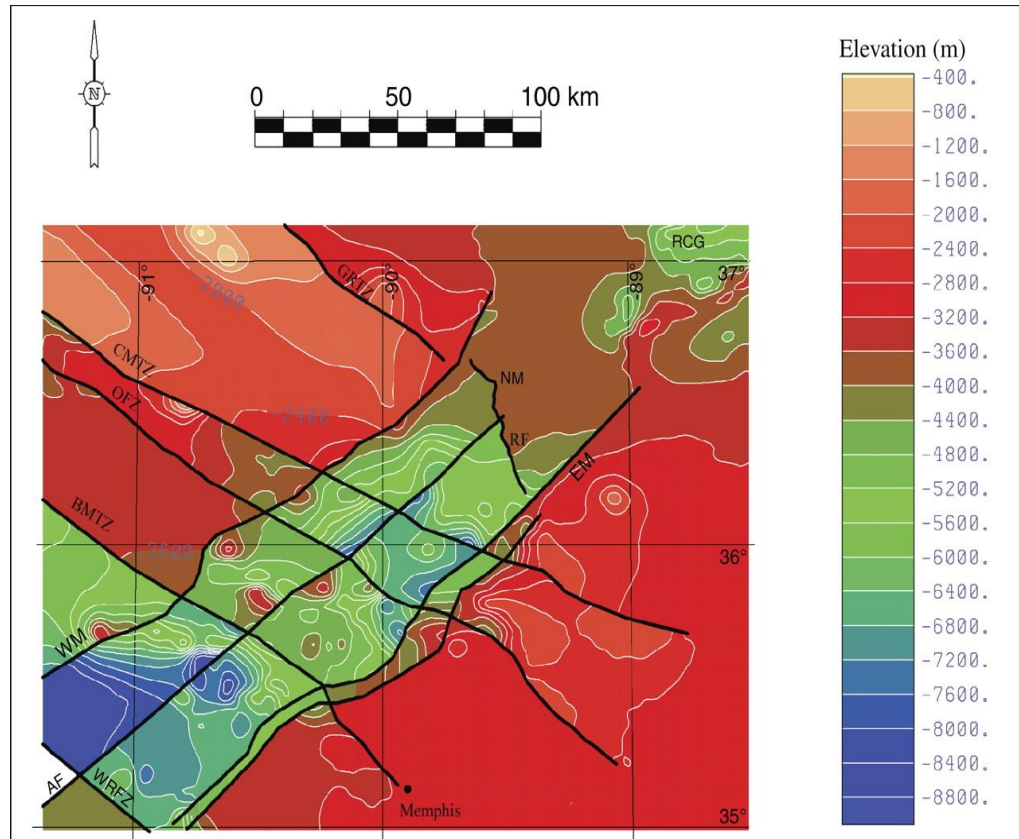 N
0 50 100 km
Elevation (m)
-400.
-800.
-1200.
-1600.
-2000.
-2400.
-2800.
-3200.
-3600.
-4000.
-4400.
-4800.
-5200.
-5600.
-6000.
-6400.
-6800.
-7200.
-7600.
-8000.
-8400.
-8800.
RCG
37°
-91°
-90°
-89°
GRTZ
-2000
CMTZ
OFZ
NM
-2400
RF
EM
BMTZ
-3600
36°
WM
AF
WRFZ
Memphis
35°